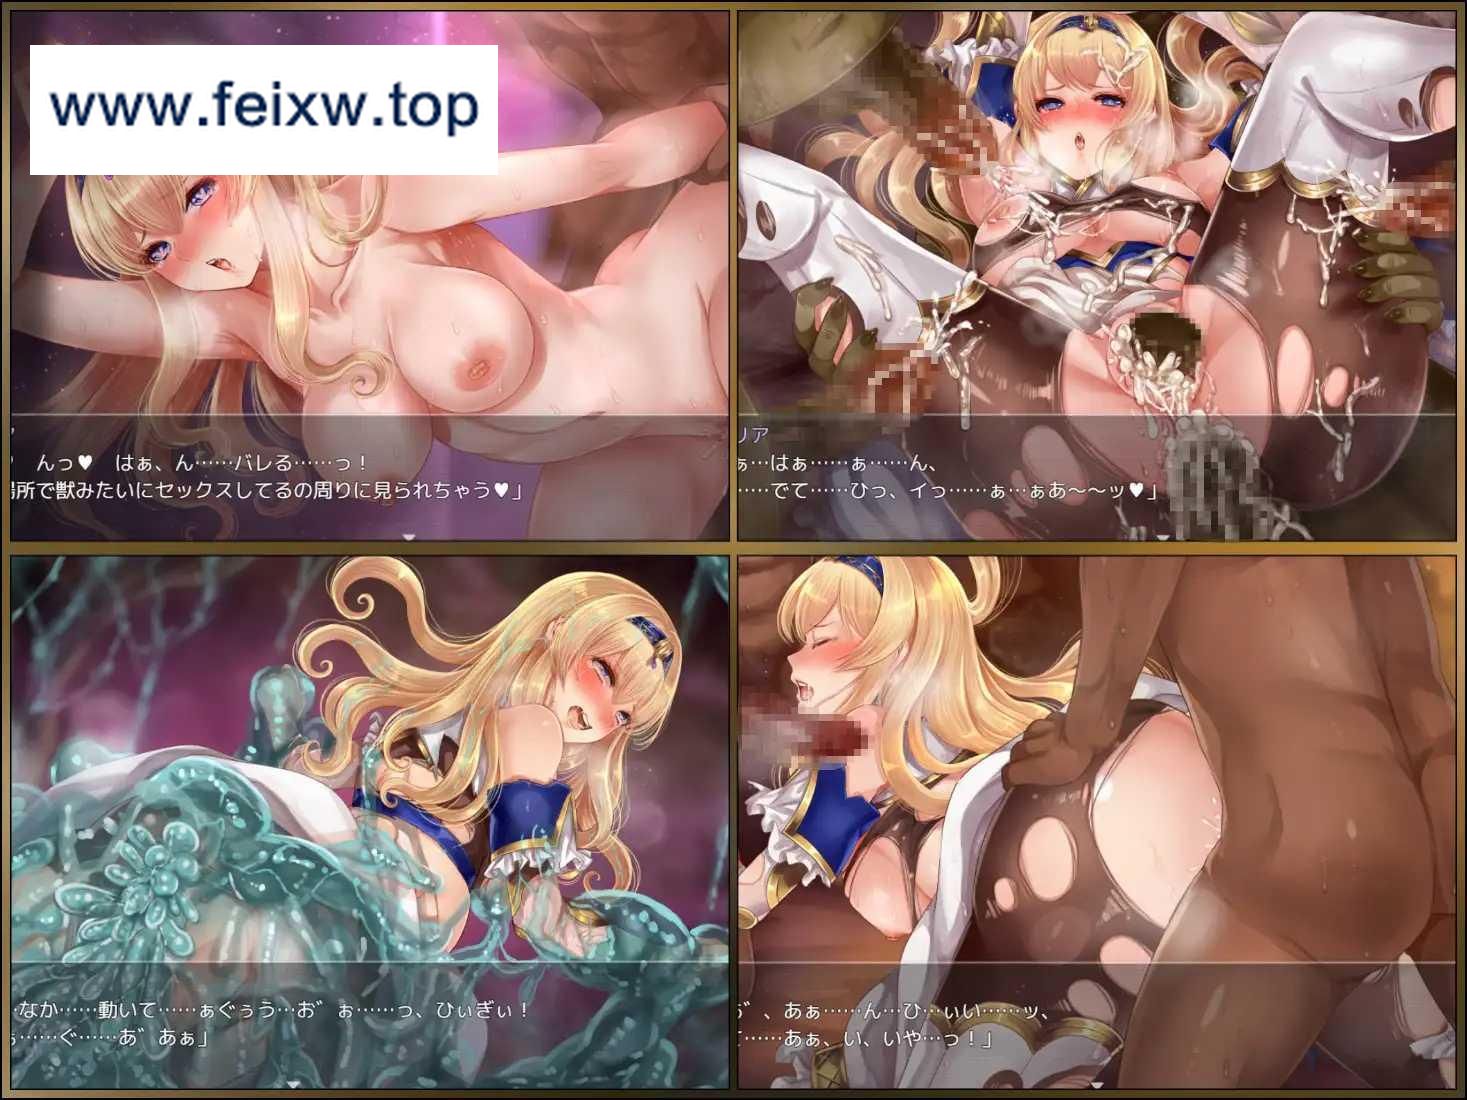 www.feixw.top
んっ♥　はぁ、ん……バレる……っ！
所で獣みたいにセックスしてるの周りに見られちゃう♥」
リア
ぁ…はぁ……ぁ……ん、
……でて……ひっ、イっ……ぁ…ぁあ～～ッ♥」
なか……動いて……ぁぐぅう…お゛ぉ……っ、ひぃぎぃ！
……ぐ……あ゛あぁ」
、あぁ……ん…ひ…ぃい……ッ、
……あぁ、い、いや…っ！」